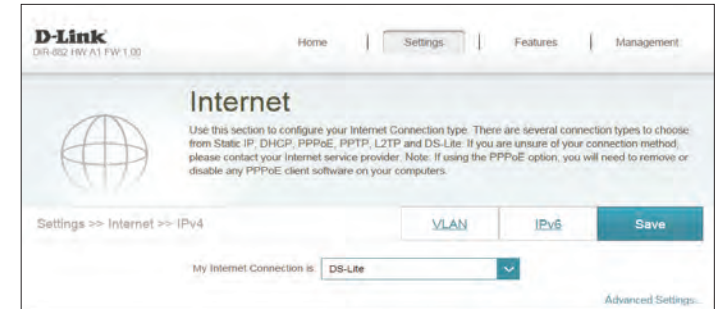 D-Link
DIR-882 HW:A1 FW:1.00
Home | Settings | Features | Management
Internet
Use this section to configure your Internet Connection type. There are several connection types to choose
from Static IP, DHCP, PPPoE, PPTP, L2TP and DS-Lite. If you are unsure of your connection method,
please contact your Internet service provider. Note: If using the PPPoE option, you will need to remove or
disable any PPPoE client software on your computers.
Settings >> Internet >> IPv4
VLAN
IPv6
Save
My Internet Connection is: DS-Lite
Advanced Settings...